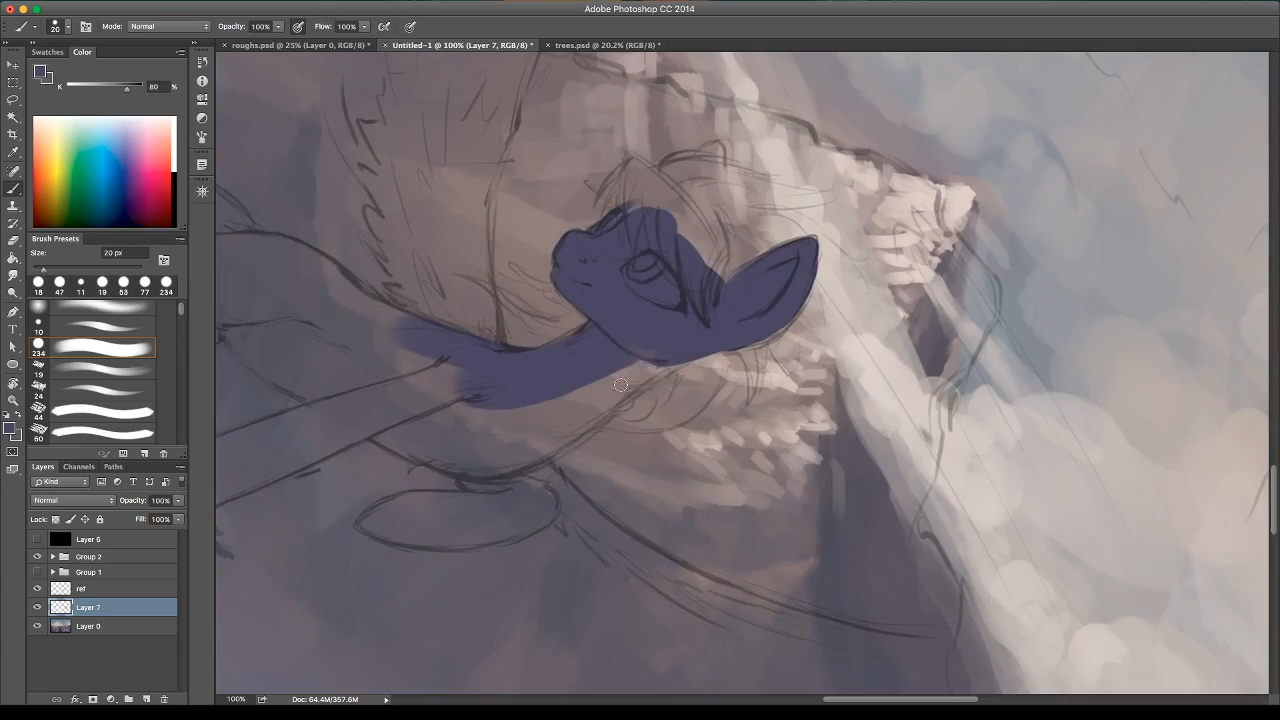 Adobe Photoshop CC 2014
20
Mode: Normal
Opacity: 100%
Flow: 100%
× roughs.psd @ 25% (Layer 0, RGB/8) *
× Untitled-1 @ 100% (Layer 7, RGB/8) *
× trees.psd @ 20.2% (RGB/8) *
Swatches
Color
K
80
%
Brush Presets
Size:
20 px
18
47
11
19
53
77
234
10
234
19
24
44
60
Layers
Channels
Paths
Kind
Normal
Opacity: 100%
Lock:
Fill: 100%
Layer 6
Group 2
Group 1
ref
Layer 7
Layer 0
100%
Doc: 64.4M/357.6M